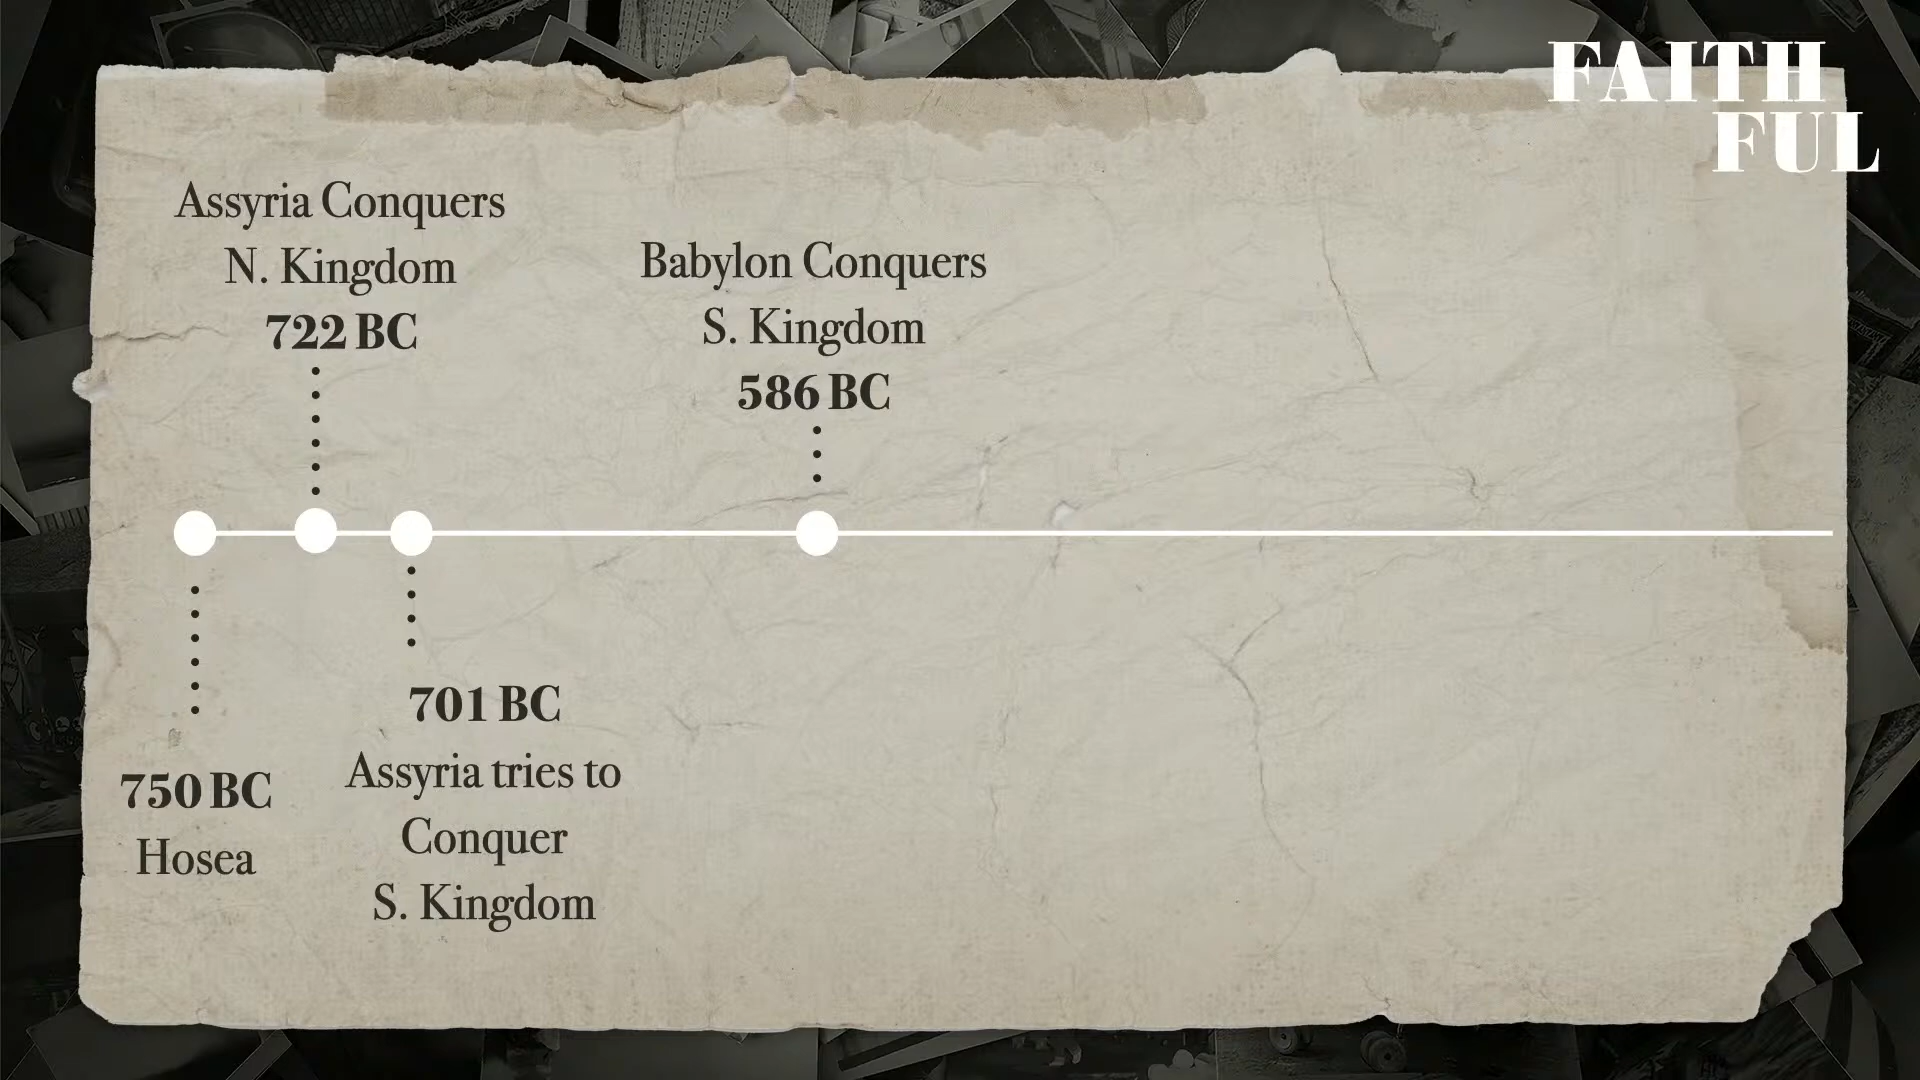 FAITH
FUL
Assyria Conquers
N. Kingdom
722 BC
Babylon Conquers
S. Kingdom
586 BC
750 BC
Hosea
701 BC
Assyria tries to
Conquer
S. Kingdom